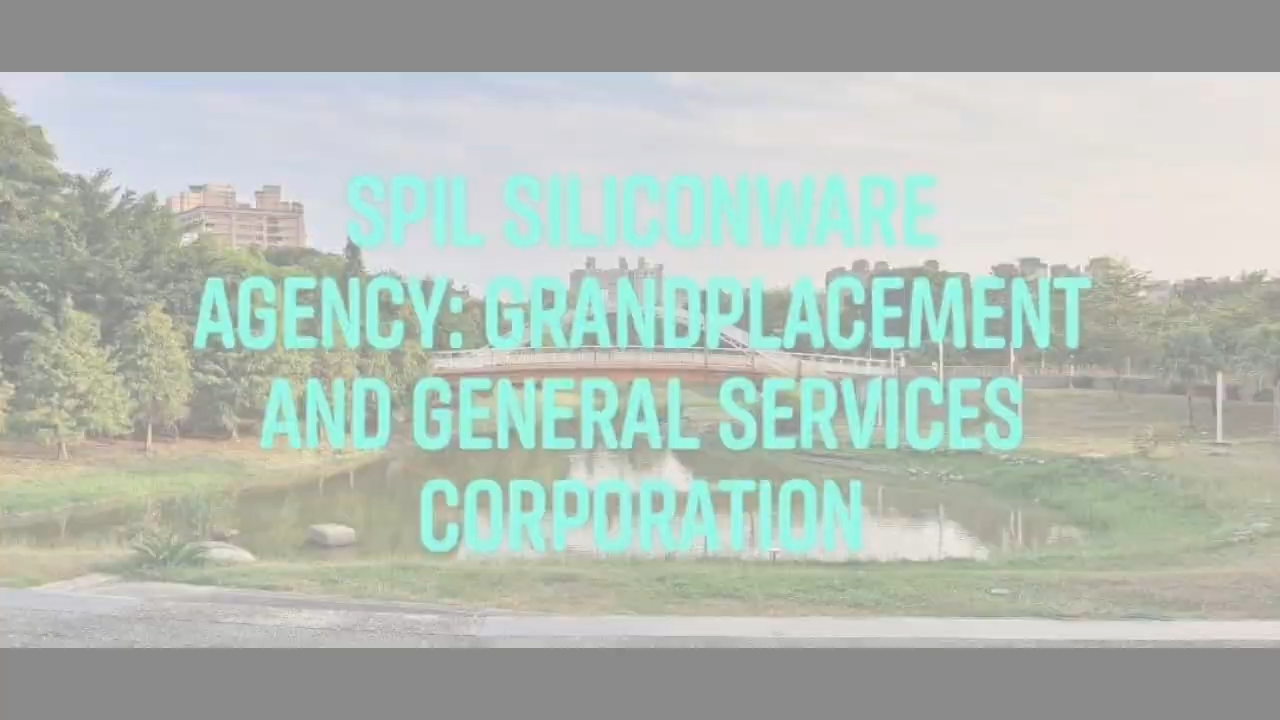 SPIL SILICONWARE
AGENCY: GRANDPLACEMENT
AND GENERAL SERVICES
CORPORATION